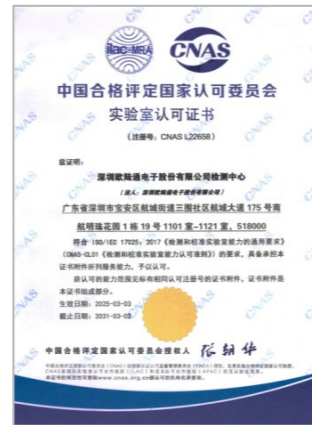 ilac-MRA
CNAS
中国合格评定国家认可委员会
实验室认可证书
（注册号：CNAS L22658）
兹证明：
深圳欧陆通电子股份有限公司检测中心
（法人：深圳欧陆通电子股份有限公司）
广东省深圳市宝安区航城街道三围社区航城大道 175 号南
航明珠花园 1 栋 19 号 1101 室-1121 室，518000
符合 ISO/IEC 17025：2017《检测和校准实验室能力的通用要求》
（CNAS-CL01《检测和校准实验室能力认可准则》）的要求，具备承担本
证书附件所列服务能力，予以认可。
获认可的能力范围见标有相同认可注册号的证书附件，证书附件是
本证书组成部分。
生效日期：2025-03-03
截止日期：2031-03-03
中国合格评定国家认可委员会授权人 张朝华